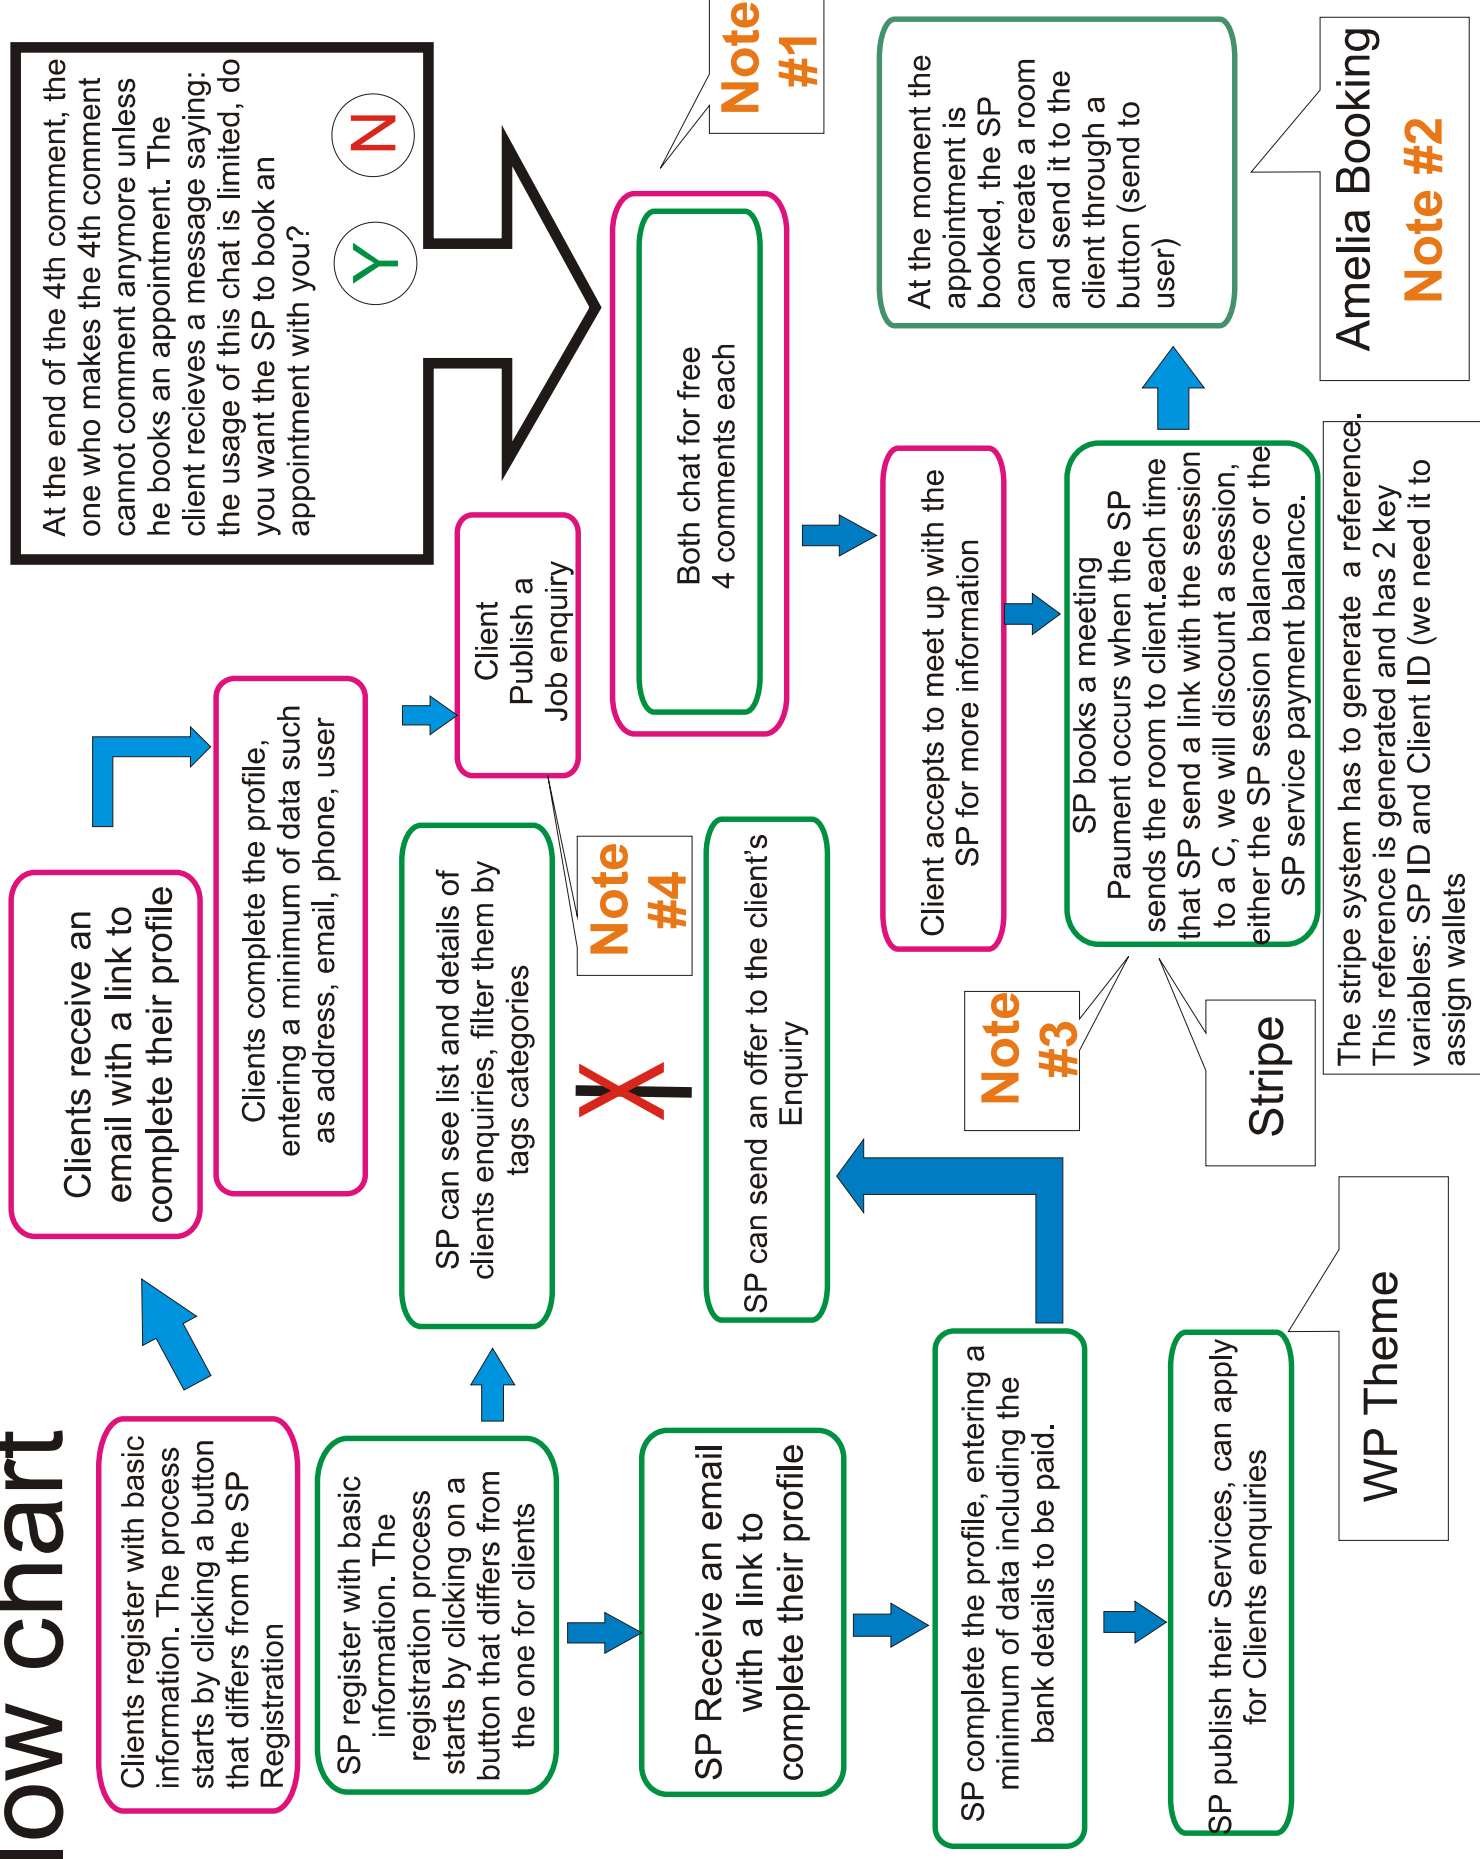 low chart
Clients register with basic
information. The process
starts by clicking a button
that differs from the SP
Registration
Clients receive an
email with a link to
complete their profile
Clients complete the profile,
entering a minimum of data such
as address, email, phone, user
Client
Publish a
Job enquiry
Note
#4
At the end of the 4th comment, the
one who makes the 4th comment
cannot comment anymore unless
he books an appointment. The
client recieves a message saying:
the usage of this chat is limited, do
you want the SP to book an
appointment with you?
Y
N
Both chat for free
4 comments each
Note
#1
SP register with basic
information. The
registration process
starts by clicking on a
button that differs from
the one for clients
SP can see list and details of
clients enquiries, filter them by
tags categories
X
SP can send an offer to the client's
Enquiry
SP Receive an email
with a link to
complete their profile
SP complete the profile, entering a
minimum of data including the
bank details to be paid.
SP publish their Services, can apply
for Clients enquiries
WP Theme
Client accepts to meet up with the
SP for more information
SP books a meeting
Paument occurs when the SP
sends the room to client.each time
that SP send a link with the session
to a C, we will discount a session,
either the SP session balance or the
SP service payment balance.
Note
#3
Stripe
The stripe system has to generate a reference.
This reference is generated and has 2 key
variables: SP ID and Client ID (we need it to
assign wallets
At the moment the
appointment is
booked, the SP
can create a room
and send it to the
client through a
button (send to
user)
Amelia Booking
Note #2